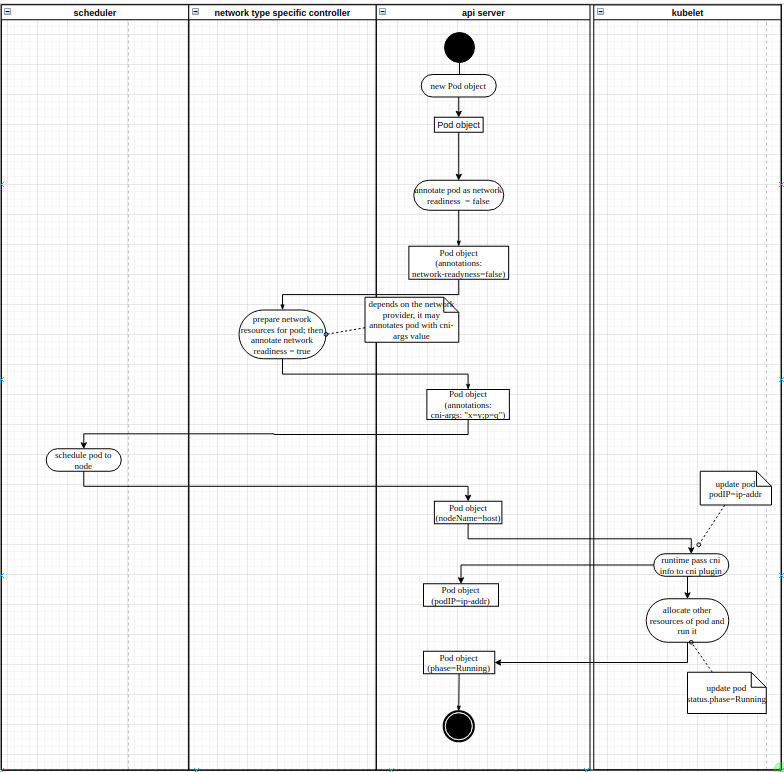 scheduler
network type specific controller
api server
kubelet
new Pod object
Pod object
annotate pod as network
readiness = false
Pod object
(annotations:
network-readyness=false)
depends on the network
provider, it may
annotates pod with cni-
args value
prepare network
resources for pod; then
annotate network
readiness = true
Pod object
(annotations:
cni-args: "x=y;p=q")
schedule pod to
node
update pod
podIP=ip-addr
Pod object
(nodeName=host)
runtime pass cni
info to cni plugin
Pod object
(podIP=ip-addr)
allocate other
resources of pod and
run it
Pod object
(phase=Running)
update pod
status.phase=Running